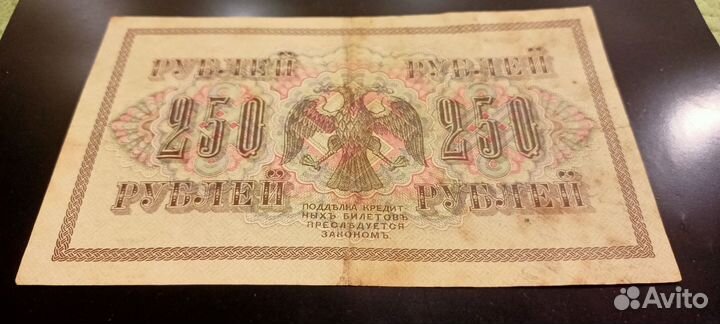 РУБЛЕЙ РУБЛЕЙ
250 250
РУБЛЕЙ РУБЛЕЙ
ПОДДѢЛКА КРЕДИТ
НЫХЪ БИЛЕТОВЪ
ПРЕСЛѢДУЕТСЯ
ЗАКОНОМЪ.
Avito